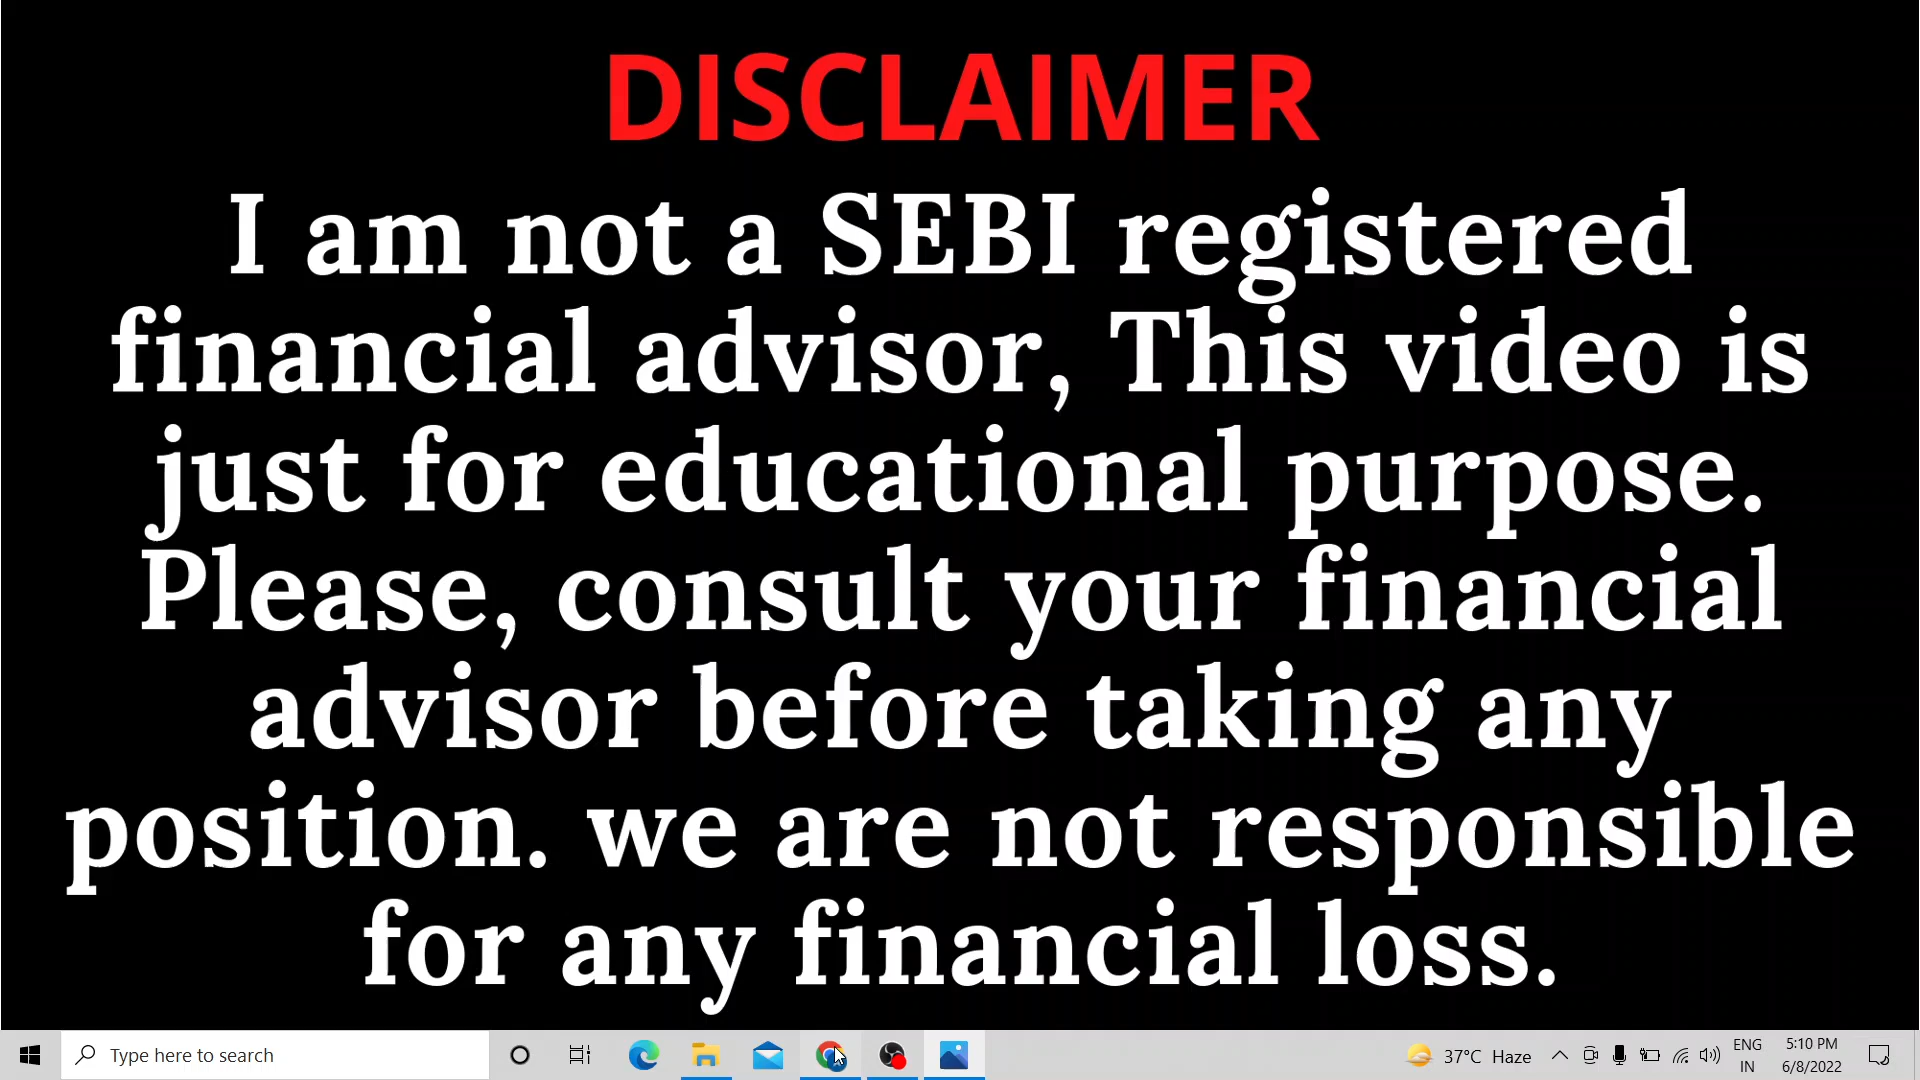 DISCLAIMER
I am not a SEBI registered
financial advisor, This video is
just for educational purpose.
Please, consult your financial
advisor before taking any
position. we are not responsible
for any financial loss.
Type here to search
37°C Haze
ENG
IN
5:10 PM
6/8/2022